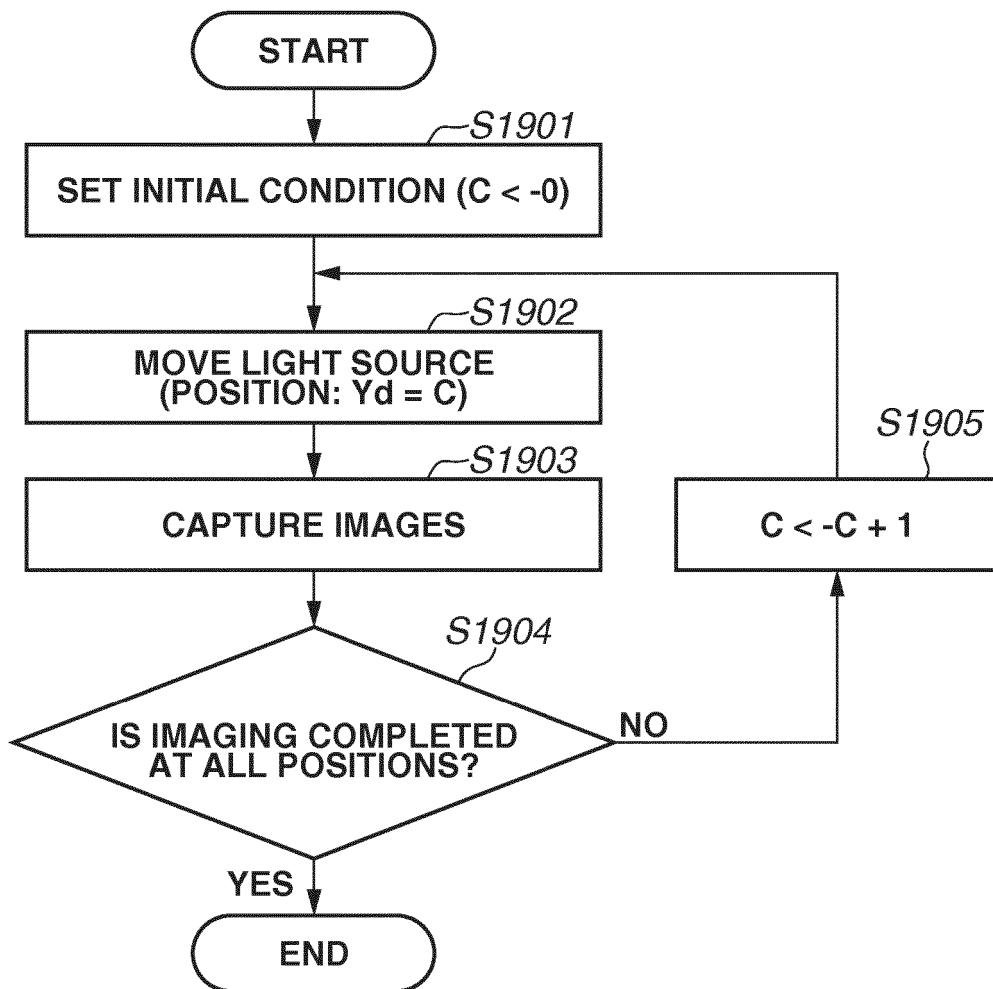 START
S1901
SET INITIAL CONDITION (C < -0)
S1902
MOVE LIGHT SOURCE
(POSITION: Yd = C)
S1903
CAPTURE IMAGES
S1905
C < -C + 1
S1904
IS IMAGING COMPLETED
AT ALL POSITIONS?
NO
YES
END